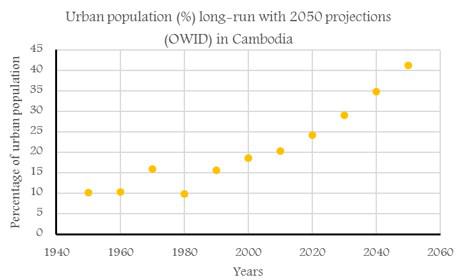 Urban population (%) long-run with 2050 projections
(OWID) in Cambodia
Percentage of urban population
45
40
35
30
25
20
15
10
5
0
1940 1960 1980 2000 2020 2040 2060
Years